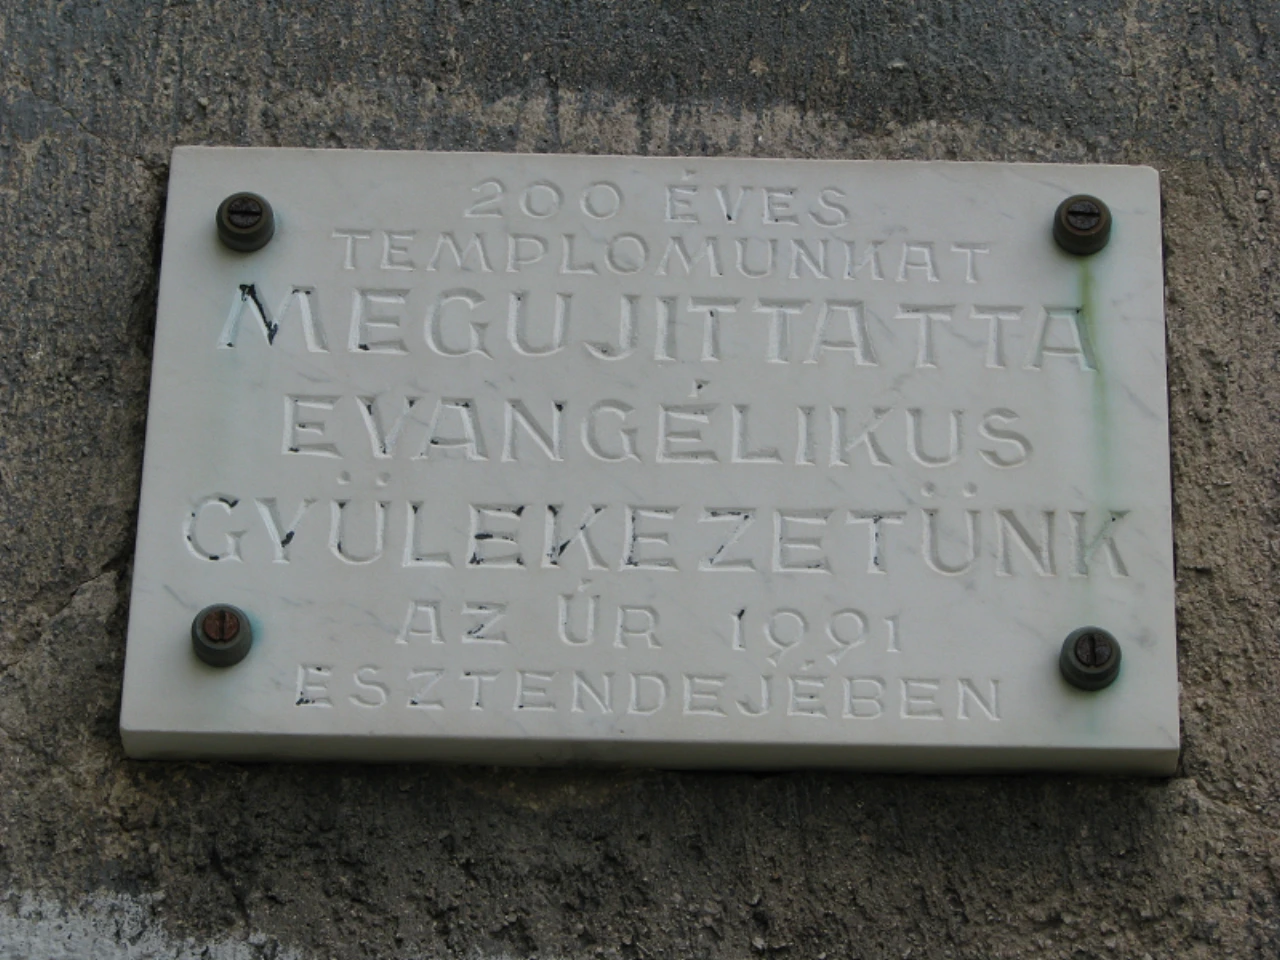 200 ÉVES
TEMPLOMUNKAT
MEGUJITTATTA
EVANGÉLIKUS
GYÜLEKEZETÜNK
AZ ÚR 1991
ESZTENDEJÉBEN